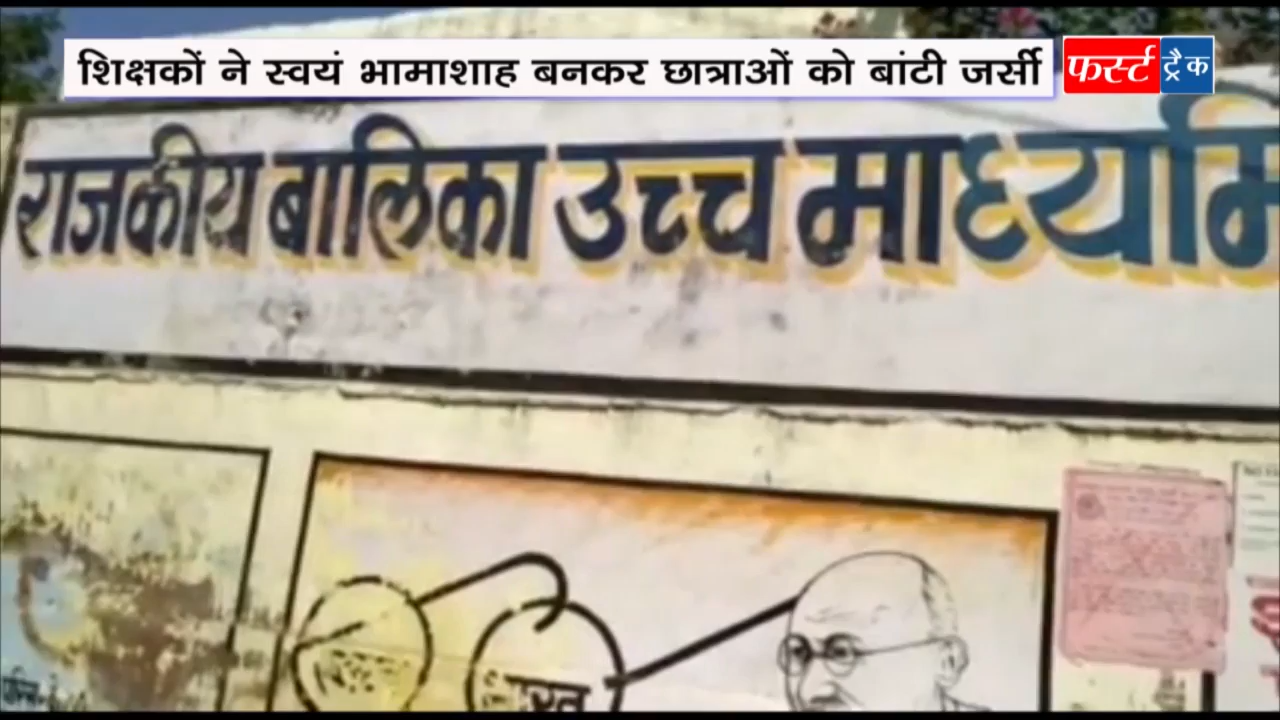 शिक्षकों ने स्वयं भामाशाह बनकर छात्राओं को बांटी जर्सी
फर्स्ट ट्रैक
राजकीय बालिका उच्च माध्यमि